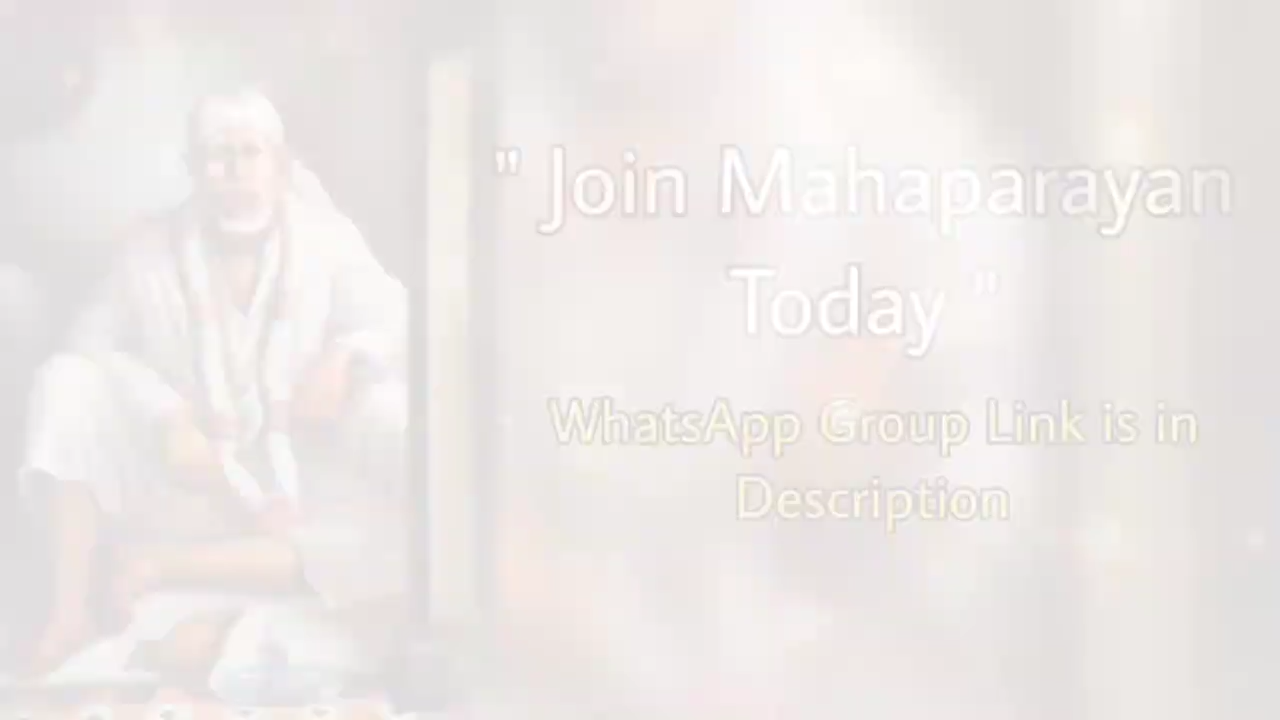 " Join Mahaparayan
Today "
WhatsApp Group Link is in
Description